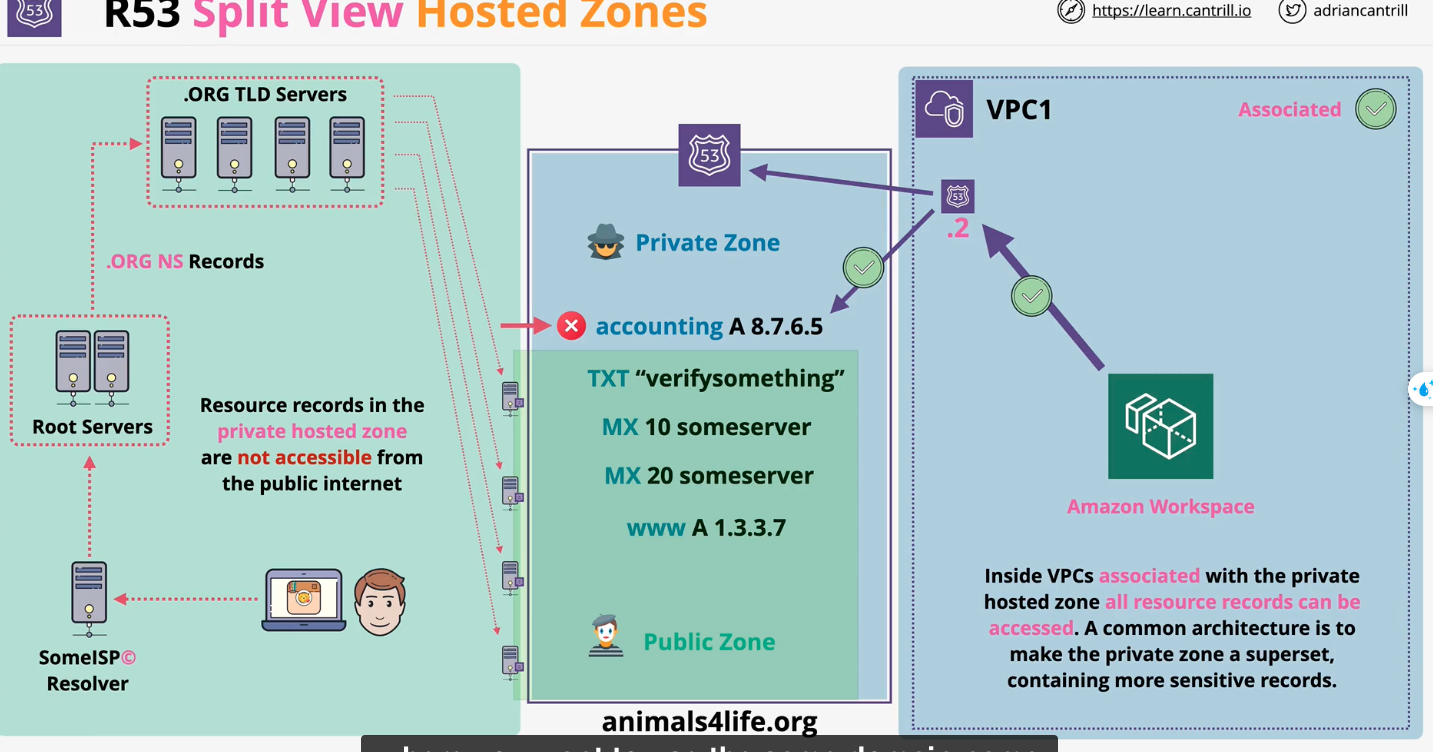 53
R53 Split View Hosted Zones
https://learn.cantrill.io
adriancantrill
.ORG TLD Servers
.ORG NS Records
Root Servers
Resource records in the
private hosted zone
are not accessible from
the public internet
SomeISP©
Resolver
53
Private Zone
accounting A 8.7.6.5
TXT “verifysomething”
MX 10 someserver
MX 20 someserver
www A 1.3.3.7
Public Zone
animals4life.org
VPC1
Associated
53
.2
Amazon Workspace
Inside VPCs associated with the private
hosted zone all resource records can be
accessed. A common architecture is to
make the private zone a superset,
containing more sensitive records.